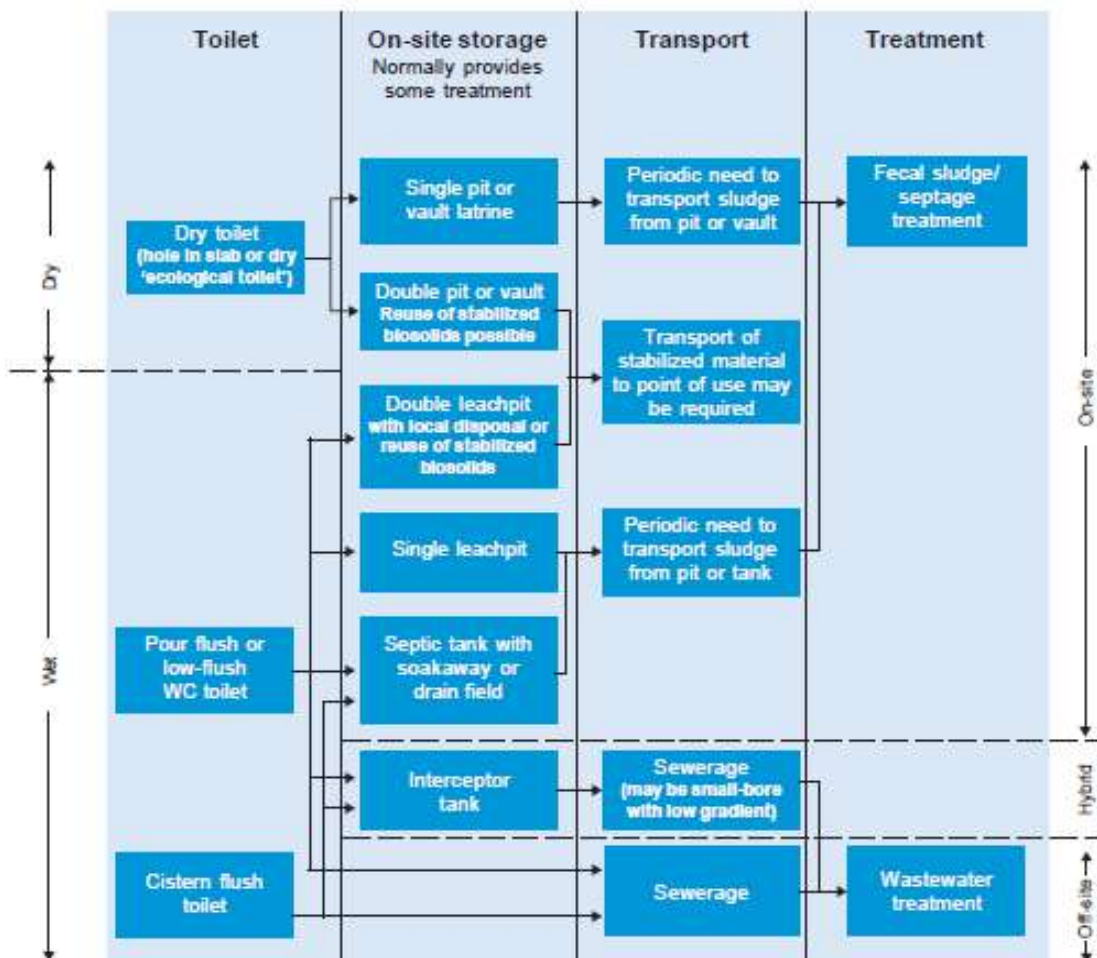 Toilet
On-site storage
Normally provides
some treatment
Transport
Treatment
Dry
Dry toilet
(hole in slab or dry
'ecological toilet')
Single pit or
vault latrine
Periodic need to
transport sludge
from pit or vault
Fecal sludge/
septage
treatment
Double pit or vault
Reuse of stabilized
biosolids possible
Transport of
stabilized material
to point of use may
be required
On-site
Double leachpit
with local disposal or
reuse of stabilized
biosolids
Single leachpit
Periodic need to
transport sludge
from pit or tank
Wet
Pour flush or
low-flush
WC toilet
Septic tank with
soakaway or
drain field
Interceptor
tank
Sewerage
(may be small-bore
with low gradient)
Hybrid
Cistern flush
toilet
Sewerage
Wastewater
treatment
Off-site